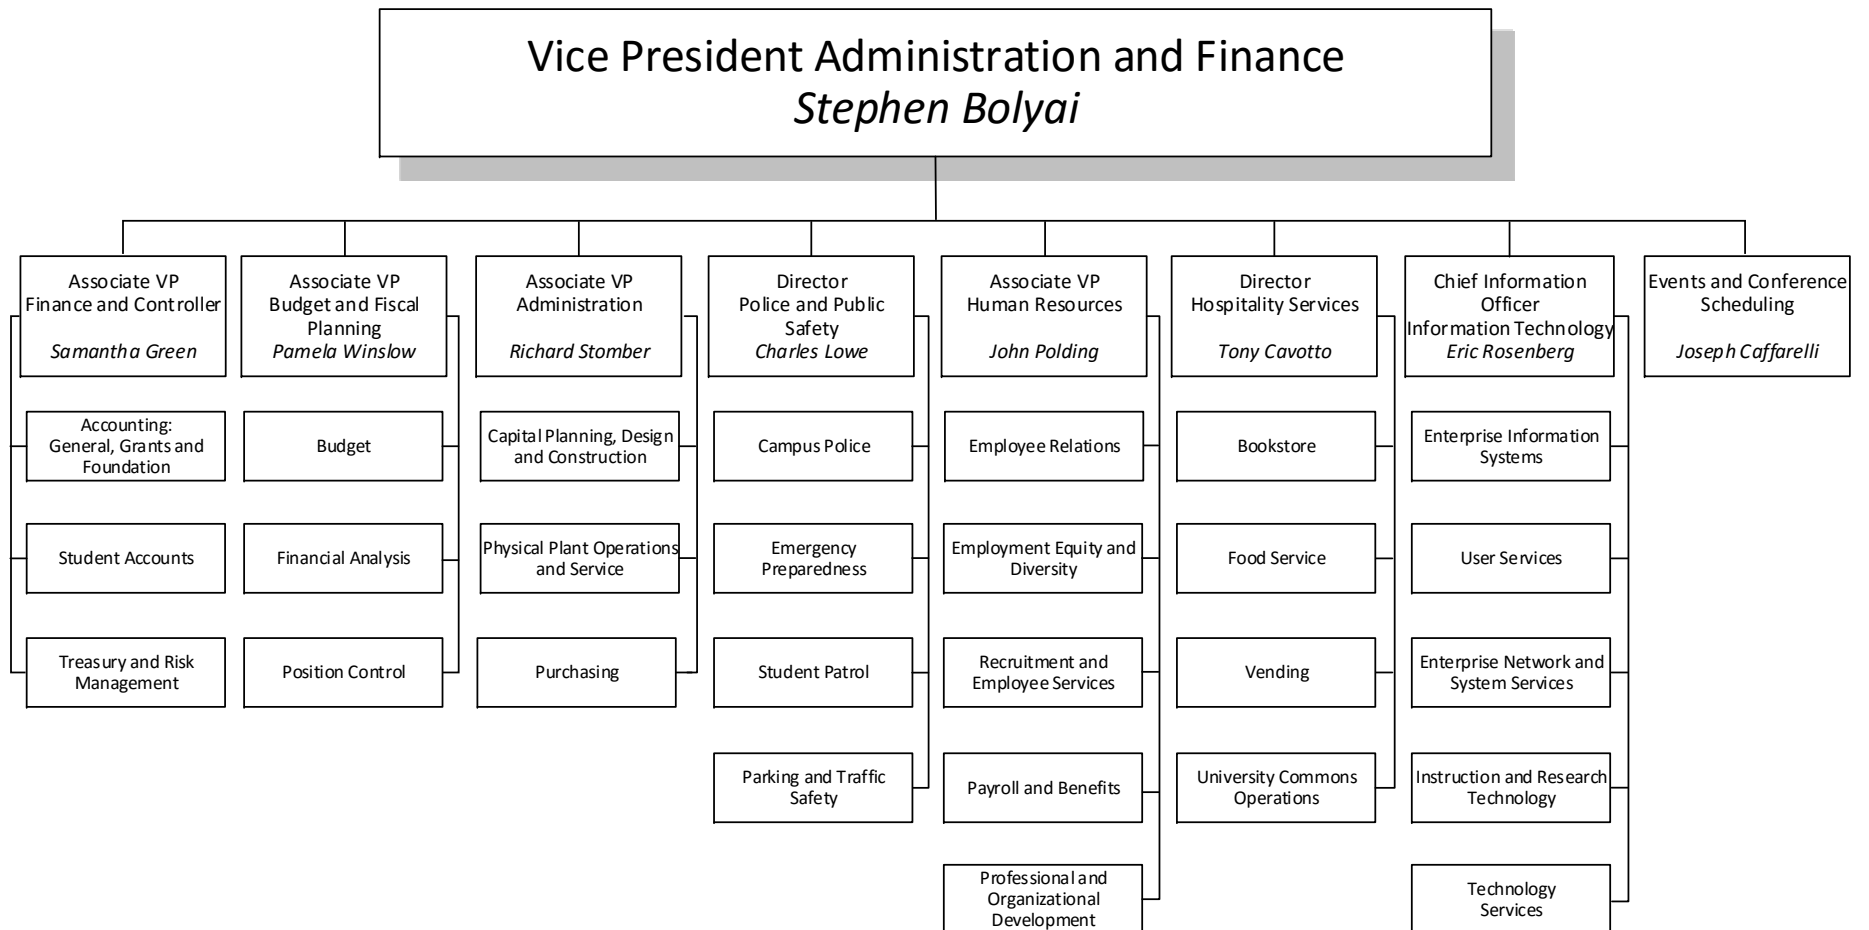 Vice President Administration and Finance
Stephen Bolyai
Associate VP
Finance and Controller
Samantha Green
Associate VP
Budget and Fiscal
Planning
Pamela Winslow
Associate VP
Administration
Richard Stomber
Director
Police and Public
Safety
Charles Lowe
Associate VP
Human Resources
John Polding
Director
Hospitality Services
Tony Cavotto
Chief Information
Officer
Information Technology
Eric Rosenberg
Events and Conference
Scheduling
Joseph Caffarelli
Accounting:
General, Grants and
Foundation
Budget
Capital Planning, Design
and Construction
Campus Police
Employee Relations
Bookstore
Enterprise Information
Systems
Student Accounts
Financial Analysis
Physical Plant Operations
and Service
Emergency
Preparedness
Employment Equity and
Diversity
Food Service
User Services
Treasury and Risk
Management
Position Control
Purchasing
Student Patrol
Recruitment and
Employee Services
Vending
Enterprise Network and
System Services
Parking and Traffic
Safety
Payroll and Benefits
University Commons
Operations
Instruction and Research
Technology
Professional and
Organizational
Development
Technology
Services